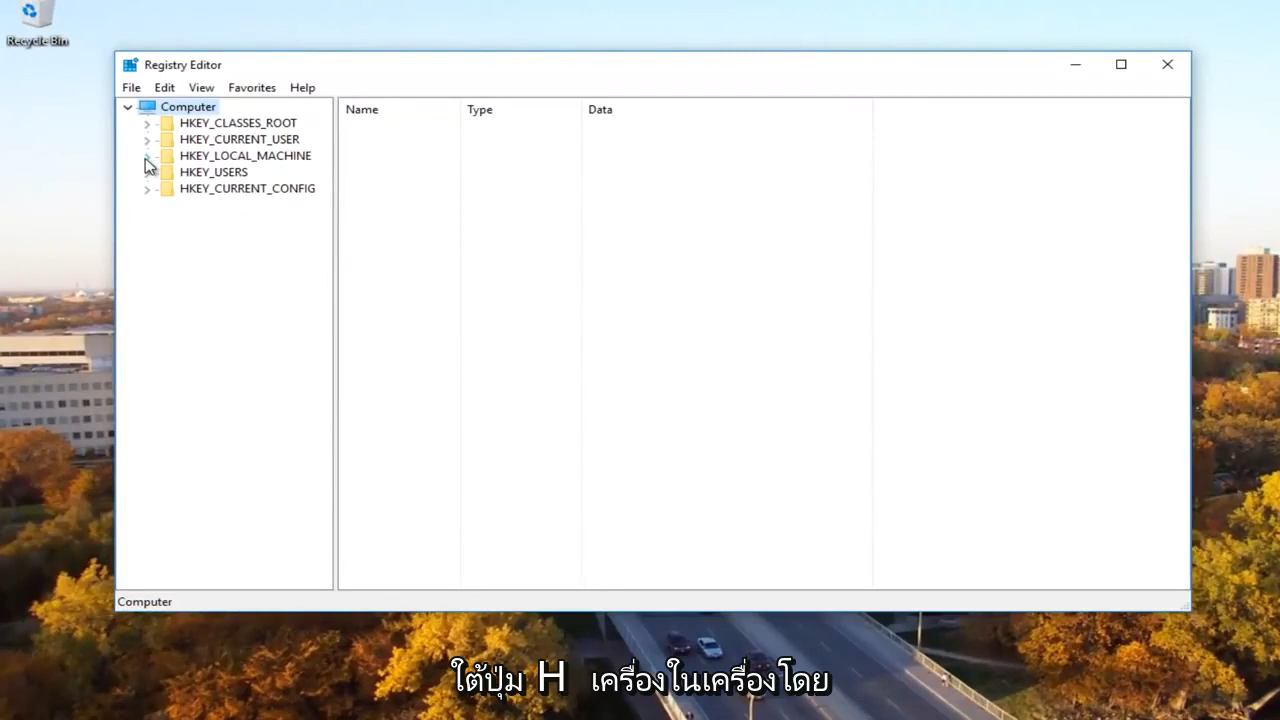 Recycle Bin
Registry Editor
File Edit View Favorites Help
Computer
HKEY_CLASSES_ROOT
HKEY_CURRENT_USER
HKEY_LOCAL_MACHINE
HKEY_USERS
HKEY_CURRENT_CONFIG
Name Type Data
Computer
ใต้ปุ่ม H เครื่องในเครื่องโดย